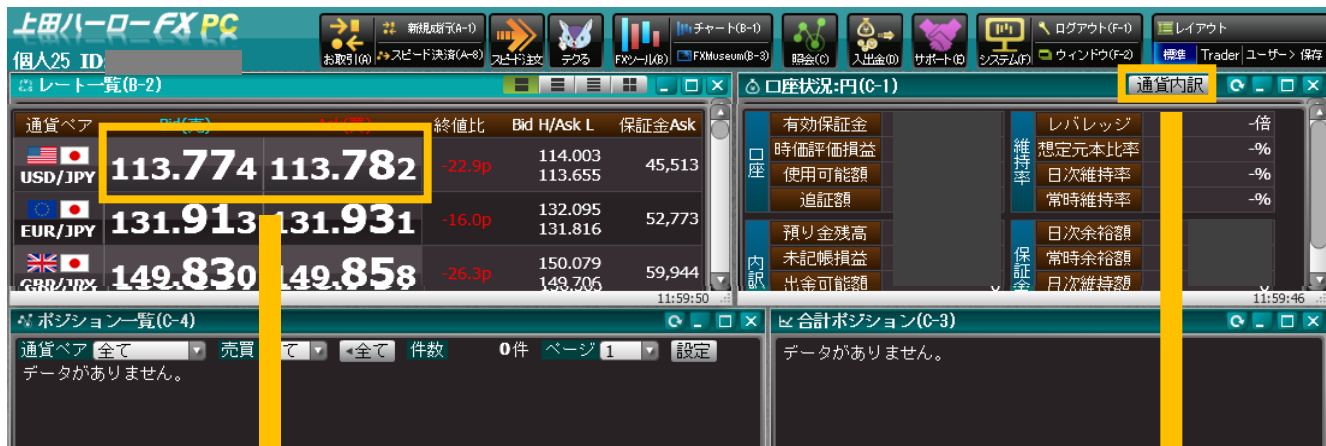 上田ハーローFX PC
個人25 ID
お取引(A)
新規成行(A-1)
スピード決済(A-8)
スピード注文
テクる
FXツール(B)
チャート(B-1)
FXMuseum(B-3)
照会(C)
入出金(D)
サポート(E)
システム(F)
ログアウト(F-1)
ウィンドウ(F-2)
レイアウト
標準 Trader ユーザー> 保存
レート一覧(B-2)
通貨ペア Bid(売) Ask(買) 終値比 Bid H/Ask L 保証金Ask
USD/JPY 113.774 113.782 -22.9p 114.003 113.655 45,513
EUR/JPY 131.913 131.931 -16.0p 132.095 131.816 52,773
GBP/JPY 149.830 149.858 -26.3p 150.079 149.706 59,944
11:59:50
口座状況:円(C-1) 通貨内訳
口座
有効保証金
時価評価損益
使用可能額
追証額
維持率
レバレッジ -倍
想定元本比率 -%
日次維持率 -%
常時維持率 -%
内訳
預り金残高
未記帳損益
出金可能額
保証金
日次余裕額
常時余裕額
日次維持額
11:59:46
ポジション一覧(C-4)
通貨ペア 全て 売買 て ◂全て 件数 0件 ページ 1 設定
データがありません。
合計ポジション(C-3)
データがありません。